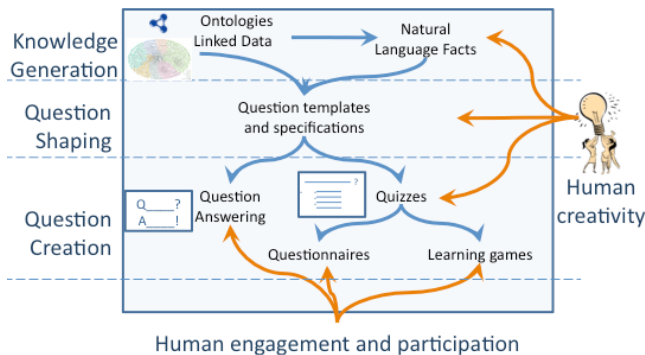 Knowledge
Generation
Ontologies
Linked Data
Natural
Language Facts
Question
Shaping
Question templates
and specifications
Human
creativity
Question
Creation
Q____?
A____!
Question
Answering
?
Quizzes
Questionnaires
Learning games
Human engagement and participation